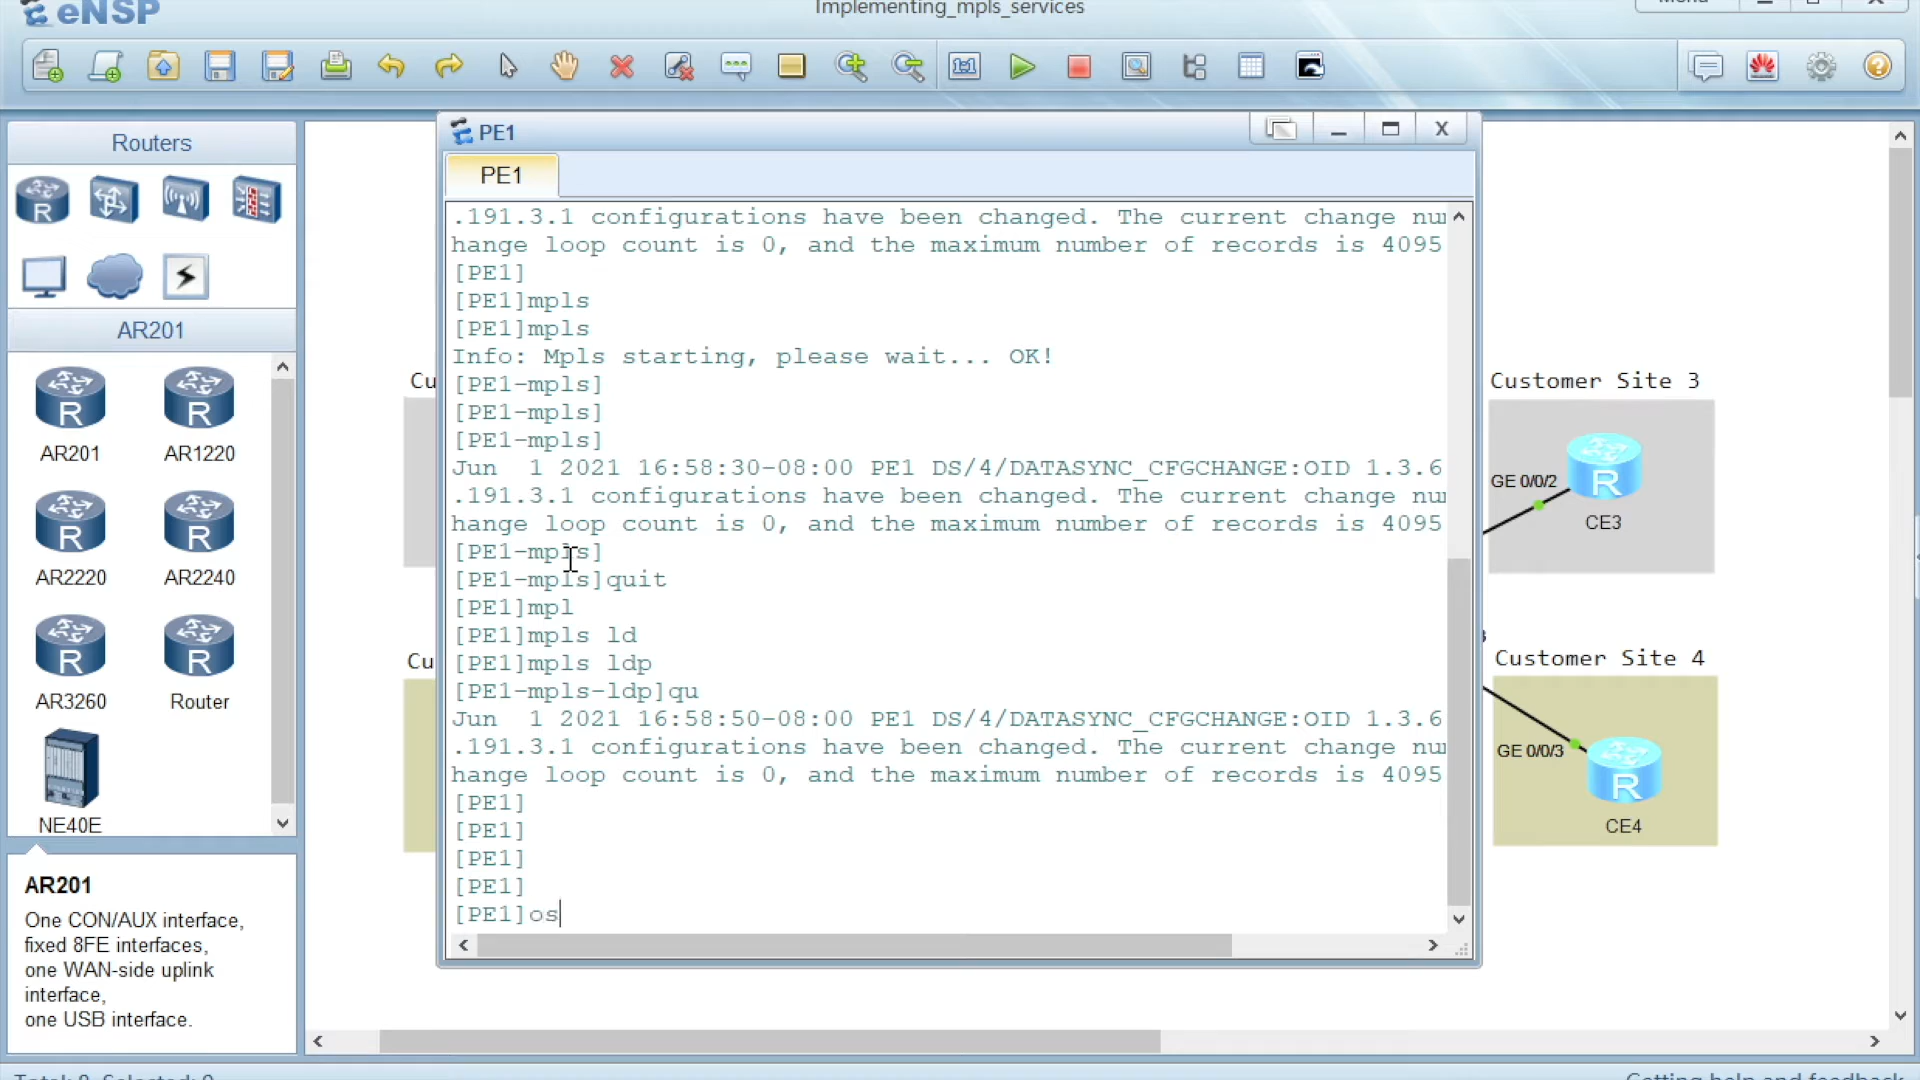 eNSP
Implementing_mpls_services
Menu
Routers
AR201
AR201
AR1220
AR2220
AR2240
AR3260
Router
NE40E
AR201
One CON/AUX interface,
fixed 8FE interfaces,
one WAN-side uplink
interface,
one USB interface.
PE1
PE1
.191.3.1 configurations have been changed. The current change nu
hange loop count is 0, and the maximum number of records is 4095
[PE1]
[PE1]mpls
[PE1]mpls
Info: Mpls starting, please wait... OK!
[PE1-mpls]
[PE1-mpls]
[PE1-mpls]
Jun  1 2021 16:58:30-08:00 PE1 DS/4/DATASYNC_CFGCHANGE:OID 1.3.6
.191.3.1 configurations have been changed. The current change nu
hange loop count is 0, and the maximum number of records is 4095
[PE1-mpls]
[PE1-mpls]quit
[PE1]mpl
[PE1]mpls ld
[PE1]mpls ldp
[PE1-mpls-ldp]qu
Jun  1 2021 16:58:50-08:00 PE1 DS/4/DATASYNC_CFGCHANGE:OID 1.3.6
.191.3.1 configurations have been changed. The current change nu
hange loop count is 0, and the maximum number of records is 4095
[PE1]
[PE1]
[PE1]
[PE1]
[PE1]os
Cu
Cu
Customer Site 3
GE 0/0/2
CE3
Customer Site 4
GE 0/0/3
CE4
Total: 8 Selected: 0
Getting help and feedback